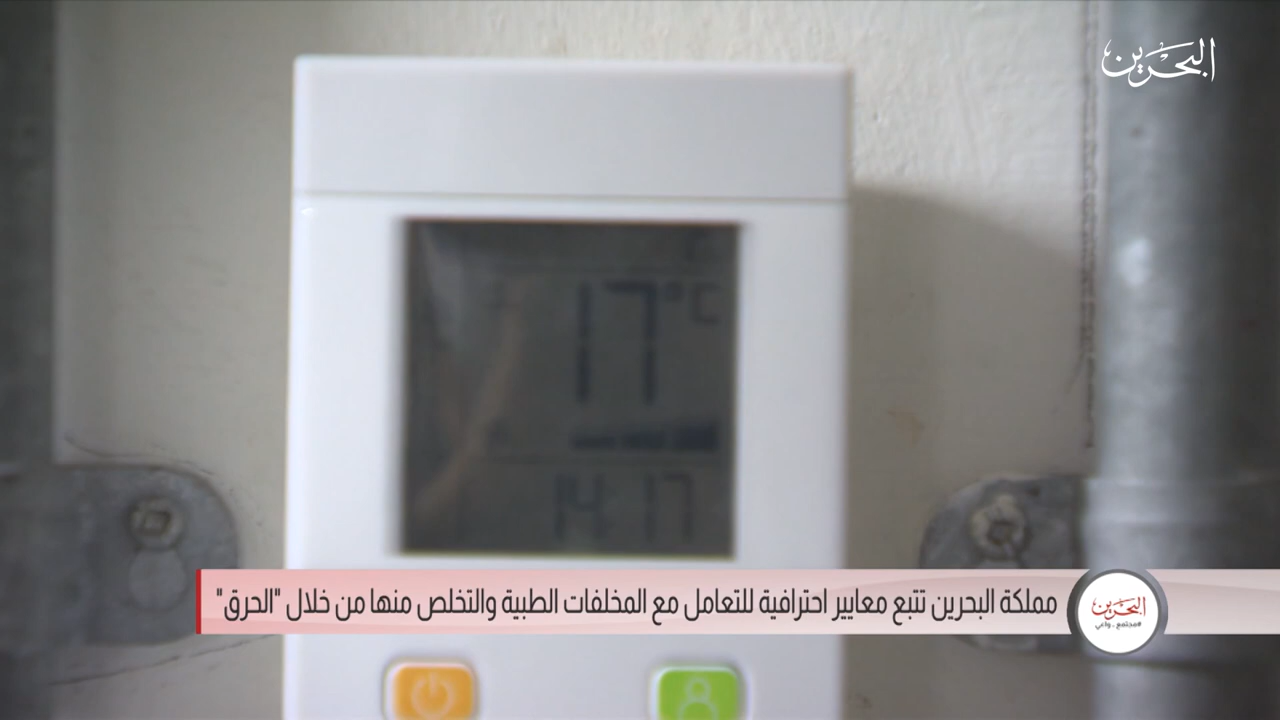 البحرين
17°C
14 17
مملكة البحرين تتبع معايير احترافية للتعامل مع المخلفات الطبية والتخلص منها من خلال "الحرق"
البحرين
#مجتمع_واعي